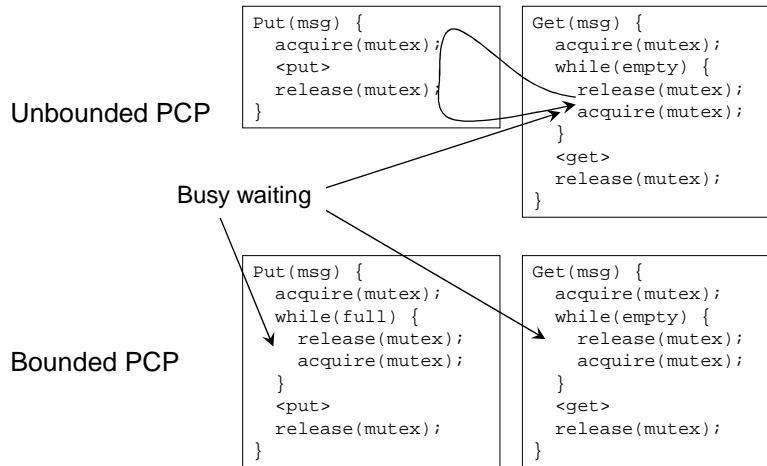 Unbounded PCP
Put(msg) {
  acquire(mutex);
  <put>
  release(mutex);
}
Get(msg) {
  acquire(mutex);
  while(empty) {
    release(mutex);
    acquire(mutex);
  }
  <get>
  release(mutex);
}
Busy waiting
Bounded PCP
Put(msg) {
  acquire(mutex);
  while(full) {
    release(mutex);
    acquire(mutex);
  }
  <put>
  release(mutex);
}
Get(msg) {
  acquire(mutex);
  while(empty) {
    release(mutex);
    acquire(mutex);
  }
  <get>
  release(mutex);
}